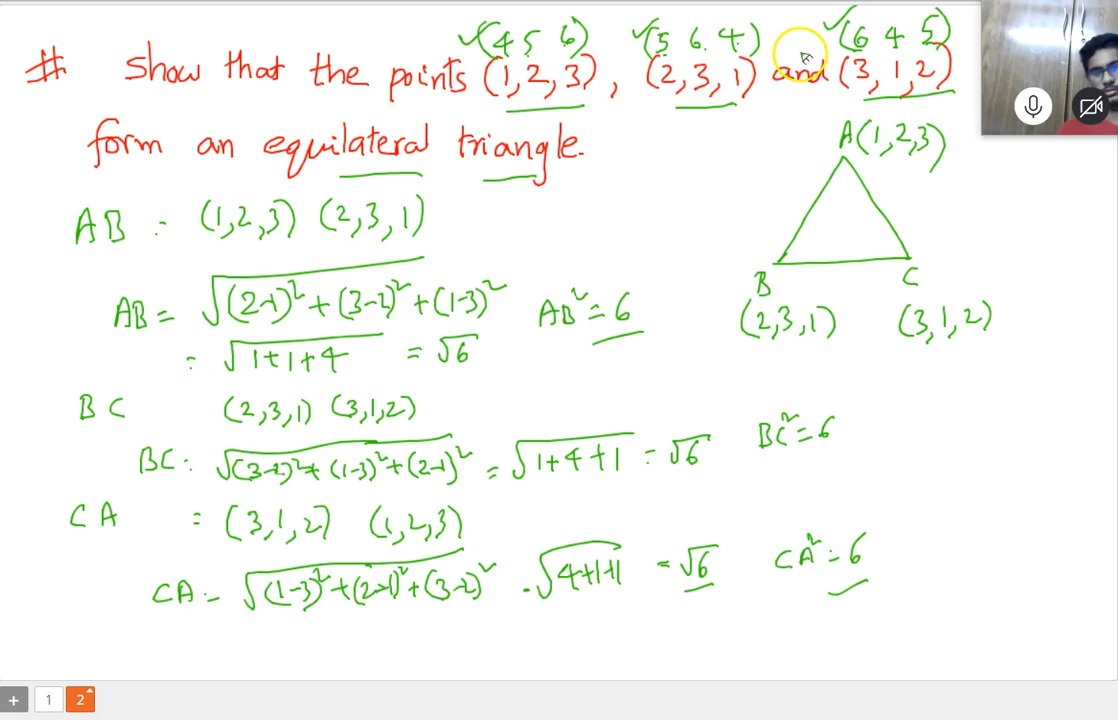 (4 5 6) (5 6. 4) (6 4 5)
# show that the points (1, 2, 3), (2, 3, 1) and (3, 1, 2)
form an equilateral triangle.
A(1, 2, 3)
AB : (1, 2, 3) (2, 3, 1)
B C
(2, 3, 1) (3, 1, 2)
AB = √(2-1)² + (3-2)² + (1-3)² AB² = 6
= √1+1+4 = √6
BC (2, 3, 1) (3, 1, 2)
BC : √(3-2)² + (1-3)² + (2-1)² = √1+4+1 = √6 BC² = 6
CA = (3, 1, 2) (1, 2, 3)
CA = √(1-3)² + (2-1)² + (3-2)² . √4+1+1 = √6 CA² = 6
+ 1 2